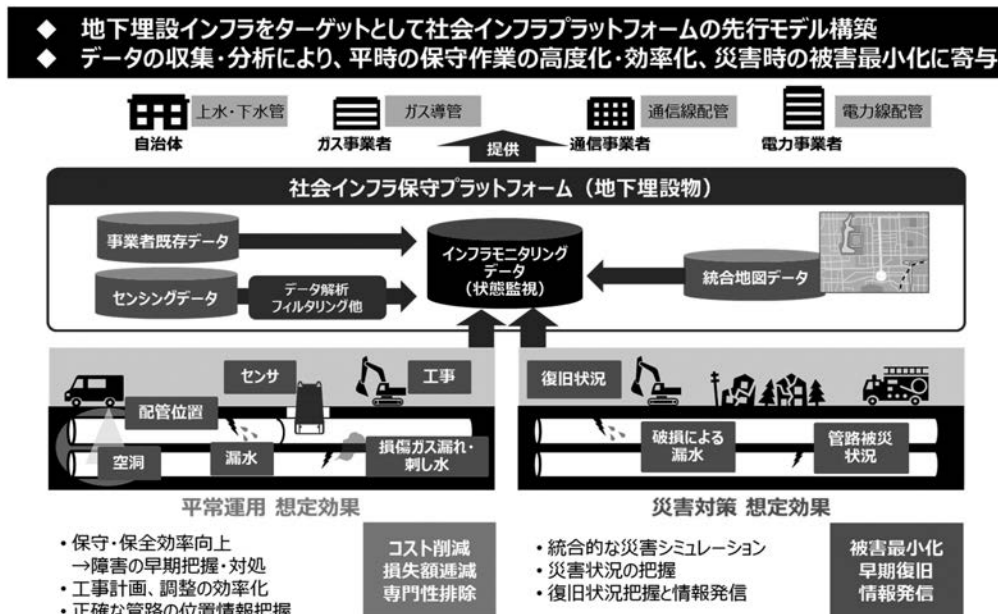 ◆ 地下埋設インフラをターゲットとして社会インフラプラットフォームの先行モデル構築
◆ データの収集・分析により、平時の保守作業の高度化・効率化、災害時の被害最小化に寄与
上水・下水管
自治体
ガス導管
ガス事業者
通信線配管
通信事業者
電力線配管
電力事業者
提供
社会インフラ保守プラットフォーム（地下埋設物）
事業者既存データ
センシングデータ
データ解析
フィルタリング他
インフラモニタリング
データ
（状態監視）
統合地図データ
センサ
工事
配管位置
空洞
漏水
損傷ガス漏れ・
刺し水
復旧状況
破損による
漏水
管路被災
状況
平常運用 想定効果
・保守・保全効率向上
→障害の早期把握・対処
・工事計画、調整の効率化
・正確な管路の位置情報把握
コスト削減
損失額逓減
専門性排除
災害対策 想定効果
・統合的な災害シミュレーション
・災害状況の把握
・復旧状況把握と情報発信
被害最小化
早期復旧
情報発信